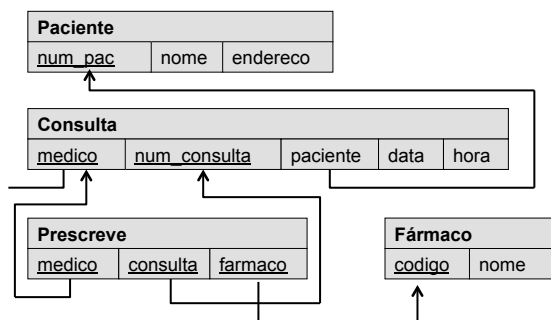 Paciente
num_pac nome endereco
Consulta
medico num_consulta paciente data hora
Prescreve
medico consulta farmaco
Fármaco
codigo nome